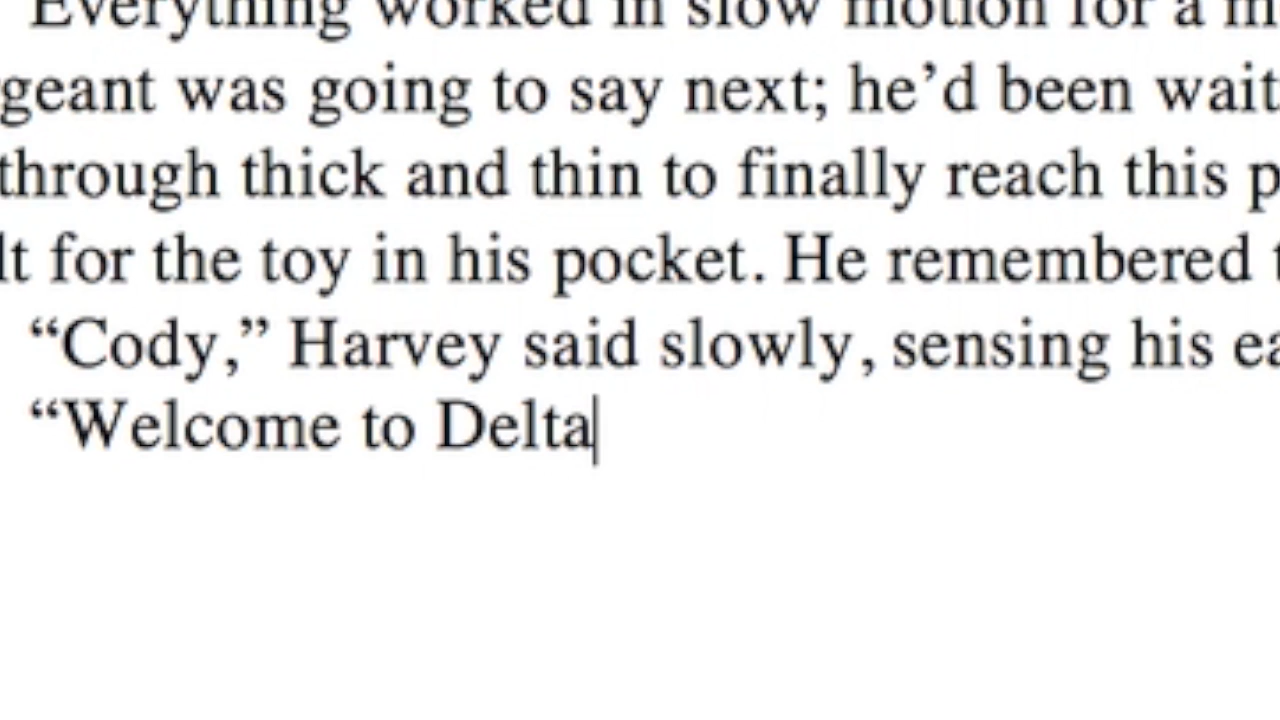 Everything worked in slow motion for a m
geant was going to say next; he’d been wait
through thick and thin to finally reach this p
lt for the toy in his pocket. He remembered t
“Cody,” Harvey said slowly, sensing his ea
“Welcome to Delta